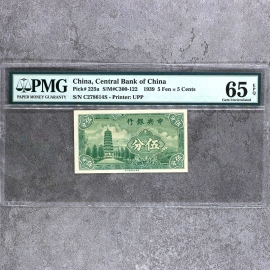 PMG
PAPER MONEY GUARANTY
China, Central Bank of China
Pick# 225a S/M#C300-122 1939 5 Fen = 5 Cents
S/N C278614S - Printer: UPP
65 EPQ
Gem Uncirculated
行銀央中
分伍